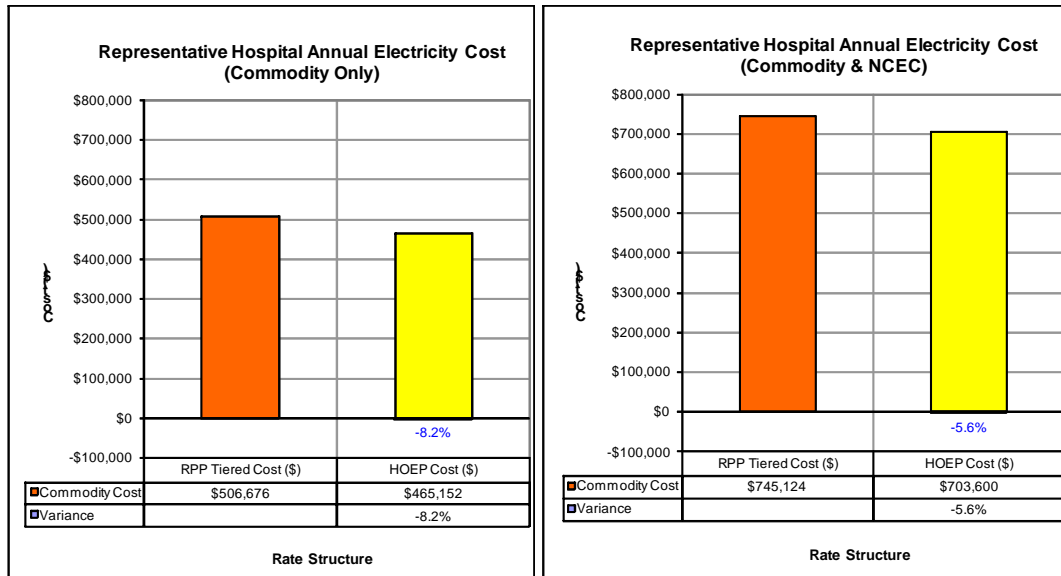 Representative Hospital Annual Electricity Cost
(Commodity Only)
$800,000
$700,000
$600,000
$500,000
$400,000
$300,000
$200,000
$100,000
$0
-$100,000
Cost ($)
-8.2%
RPP Tiered Cost ($) HOEP Cost ($)
Commodity Cost $506,676 $465,152
Variance -8.2%
Rate Structure
Representative Hospital Annual Electricity Cost
(Commodity & NCEC)
$800,000
$700,000
$600,000
$500,000
$400,000
$300,000
$200,000
$100,000
$0
-$100,000
Cost ($)
-5.6%
RPP Tiered Cost ($) HOEP Cost ($)
Commodity Cost $745,124 $703,600
Variance -5.6%
Rate Structure